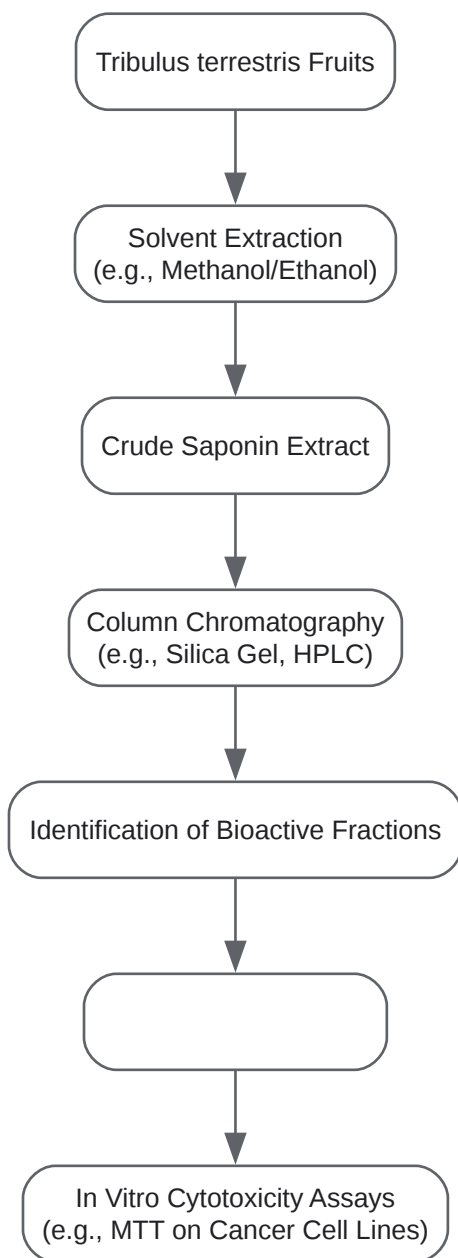 Tribulus terrestris Fruits
Solvent Extraction
(e.g., Methanol/Ethanol)
Crude Saponin Extract
Column Chromatography
(e.g., Silica Gel, HPLC)
Identification of Bioactive Fractions
In Vitro Cytotoxicity Assays
(e.g., MTT on Cancer Cell Lines)